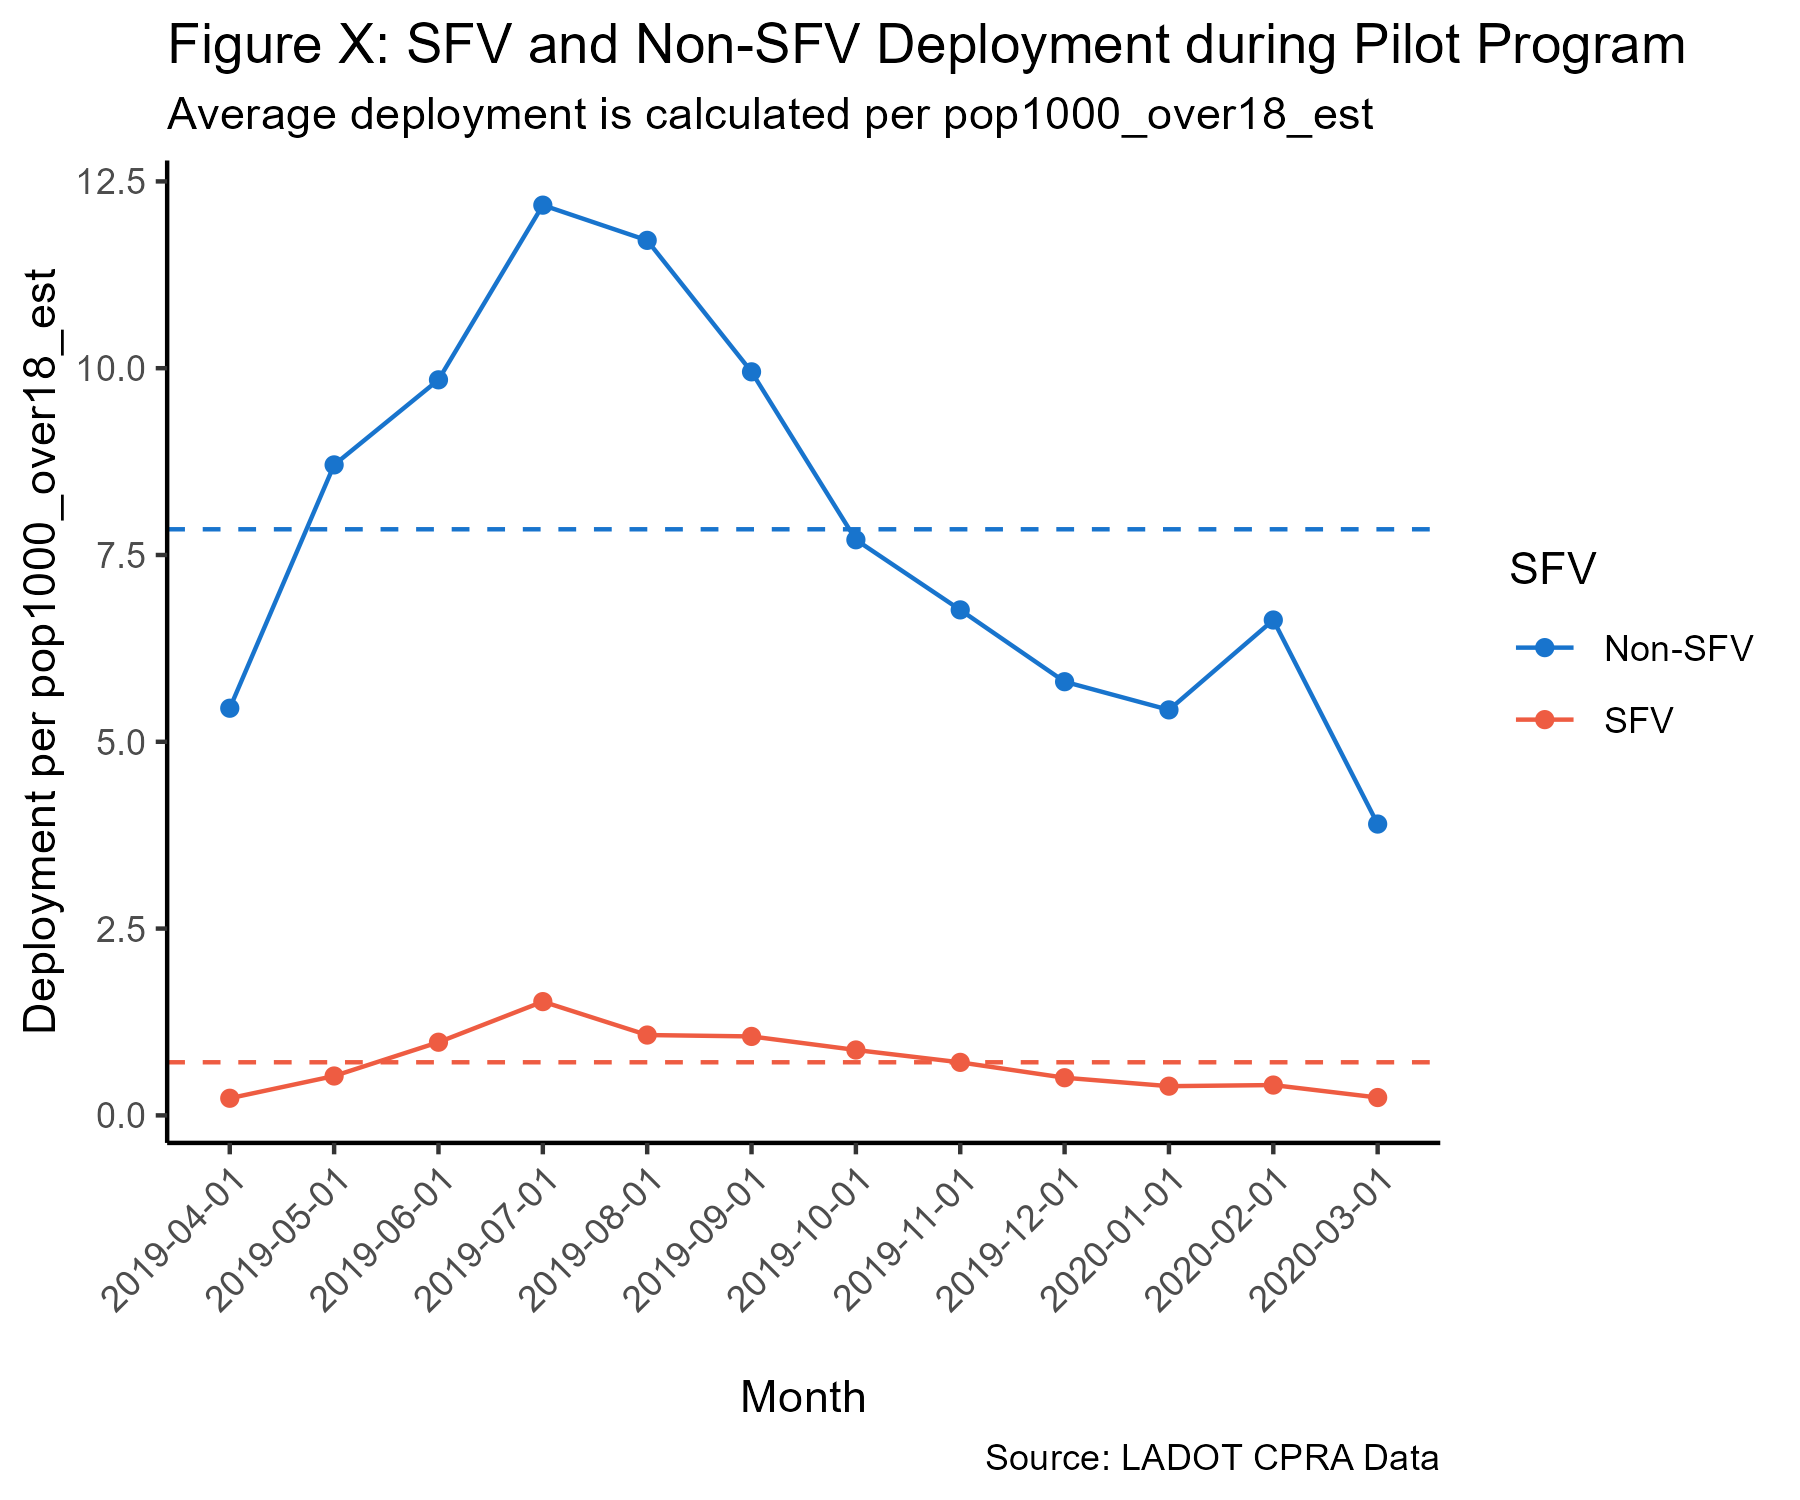 Figure X: SFV and Non-SFV Deployment during Pilot Program
Average deployment is calculated per pop1000_over18_est
Deployment per pop1000_over18_est
12.5
10.0
7.5
5.0
2.5
0.0
2019-04-01
2019-05-01
2019-06-01
2019-07-01
2019-08-01
2019-09-01
2019-10-01
2019-11-01
2019-12-01
2020-01-01
2020-02-01
2020-03-01
Month
SFV
Non-SFV
SFV
Source: LADOT CPRA Data